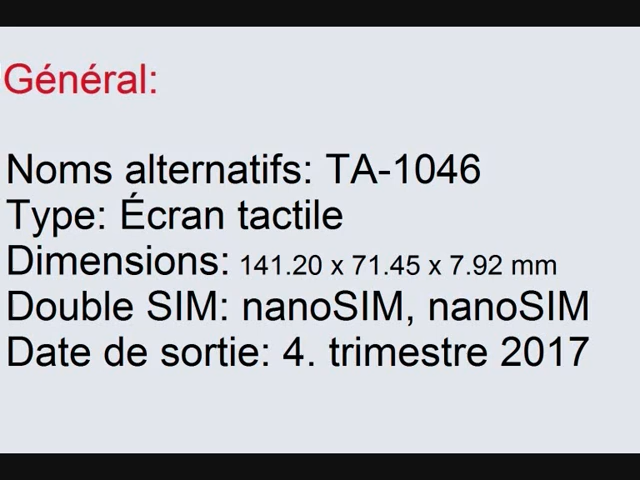 Général:
Noms alternatifs: TA-1046
Type: Écran tactile
Dimensions: 141.20 x 71.45 x 7.92 mm
Double SIM: nanoSIM, nanoSIM
Date de sortie: 4. trimestre 2017